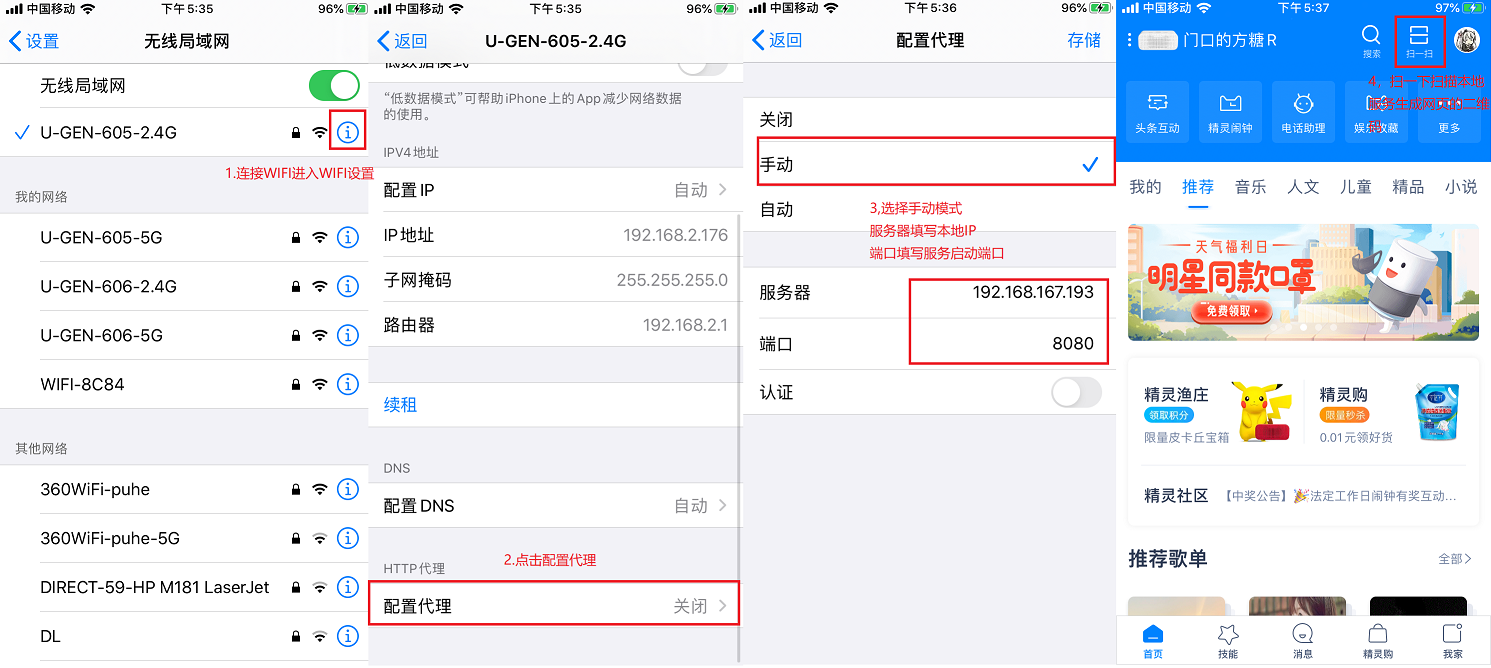 中国移动 下午5:35 96%
设置 无线局域网
无线局域网
U-GEN-605-2.4G
1.连接WIFI进入WIFI设置
我的网络
U-GEN-605-5G
U-GEN-606-2.4G
U-GEN-606-5G
WIFI-8C84
其他网络
360WiFi-puhe
360WiFi-puhe-5G
DIRECT-59-HP M181 LaserJet
DL
中国移动 下午5:35 96%
返回 U-GEN-605-2.4G
低数据模式
“低数据模式”可帮助iPhone上的App减少网络数据
的使用。
IPV4地址
配置IP 自动
IP地址 192.168.2.176
子网掩码 255.255.255.0
路由器 192.168.2.1
续租
DNS
配置DNS 自动
HTTP代理
2.点击配置代理
配置代理 关闭
中国移动 下午5:36 96%
返回 配置代理 存储
关闭
手动
自动
3,选择手动模式
服务器填写本地IP
端口填写服务启动端口
服务器 192.168.167.193
端口 8080
认证
中国移动 下午5:37 97%
门口的方糖R
搜索 扫一扫
4，扫一下扫描本地
服务生成网页的二维
码
头条互动 精灵闹钟 电话助理 娱乐收藏 更多
我的 推荐 音乐 人文 儿童 精品 小说
天气福利日
明星同款口罩
免费领取
精灵渔庄
领取积分
限量皮卡丘宝箱
精灵购
限量秒杀
0.01元领好货
精灵社区 【中奖公告】🎉法定工作日闹钟有奖互动...
推荐歌单 全部
首页 技能 消息 精灵购 我家